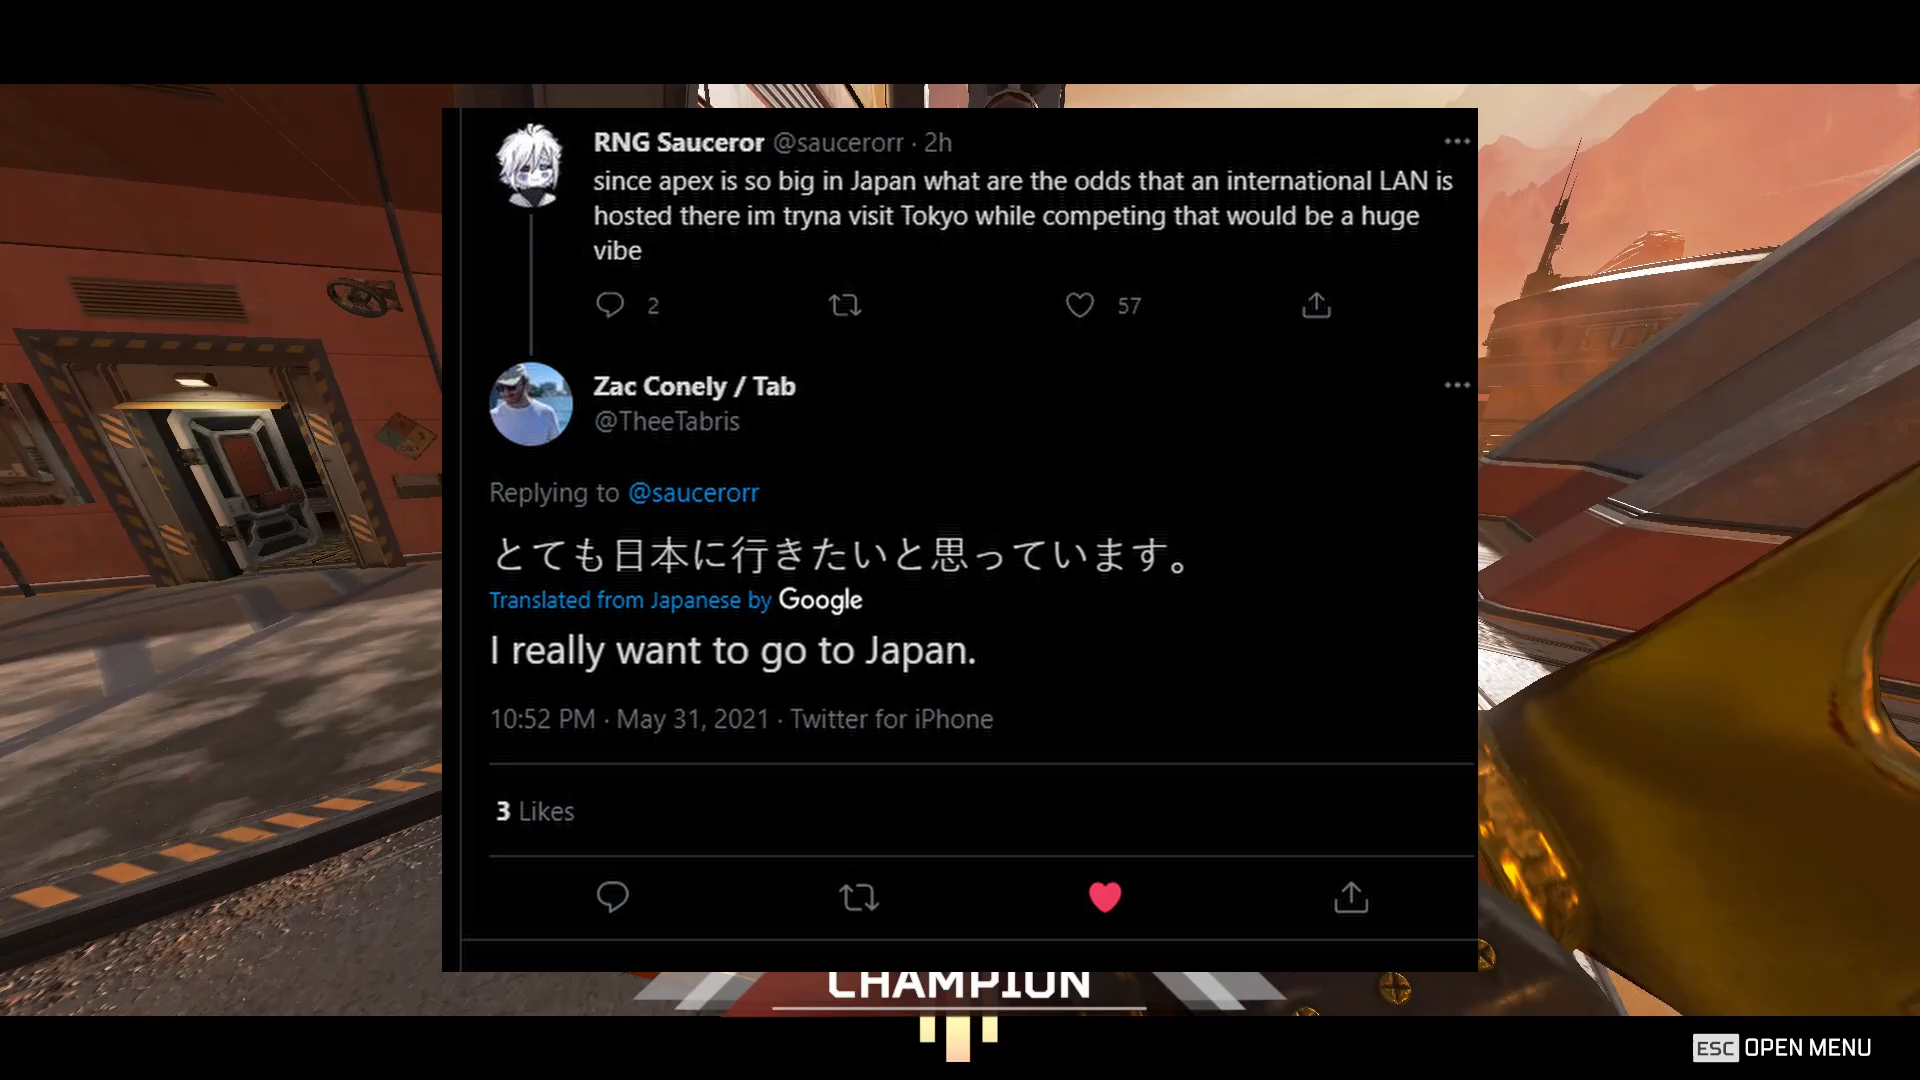 RNG Sauceror @saucerorr · 2h
since apex is so big in Japan what are the odds that an international LAN is
hosted there im tryna visit Tokyo while competing that would be a huge
vibe
2 57
Zac Conely / Tab
@TheeTabris
Replying to @saucerorr
とても日本に行きたいと思っています。
Translated from Japanese by Google
I really want to go to Japan.
10:52 PM · May 31, 2021 · Twitter for iPhone
3 Likes
CHAMPION
ESC OPEN MENU